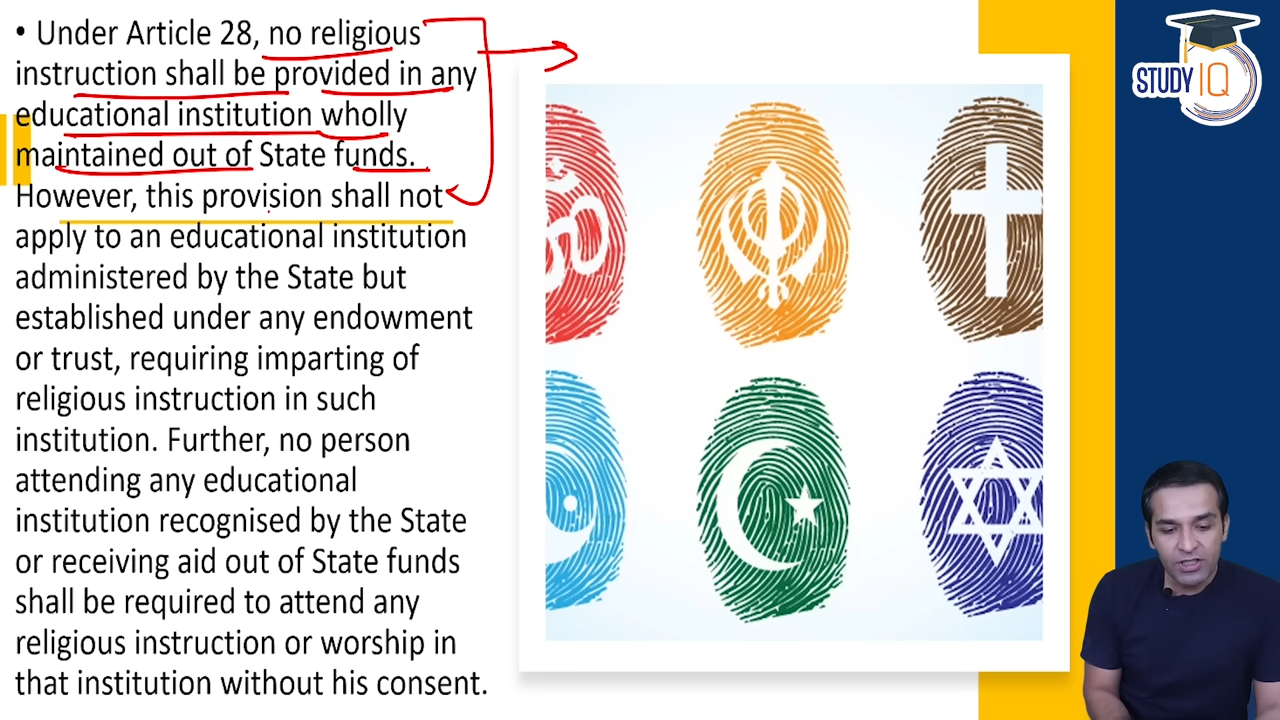 • Under Article 28, no religious
instruction shall be provided in any
educational institution wholly
maintained out of State funds.
However, this provision shall not
apply to an educational institution
administered by the State but
established under any endowment
or trust, requiring imparting of
religious instruction in such
institution. Further, no person
attending any educational
institution recognised by the State
or receiving aid out of State funds
shall be required to attend any
religious instruction or worship in
that institution without his consent.
STUDY IQ